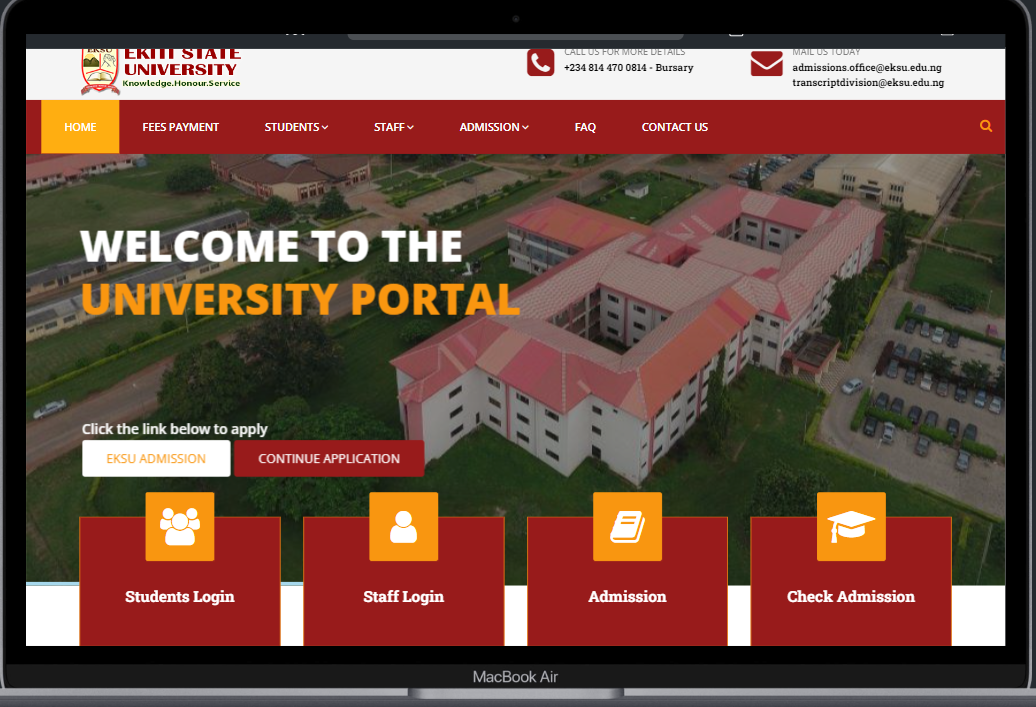 EKSU
EKITI STATE
UNIVERSITY
Knowledge.Honour.Service
CALL US FOR MORE DETAILS
+234 814 470 0814 - Bursary
MAIL US TODAY
admissions.office@eksu.edu.ng
transcriptdivision@eksu.edu.ng
HOME
FEES PAYMENT
STUDENTS
STAFF
ADMISSION
FAQ
CONTACT US
WELCOME TO THE
UNIVERSITY PORTAL
Click the link below to apply
EKSU ADMISSION
CONTINUE APPLICATION
Students Login
Staff Login
Admission
Check Admission
MacBook Air